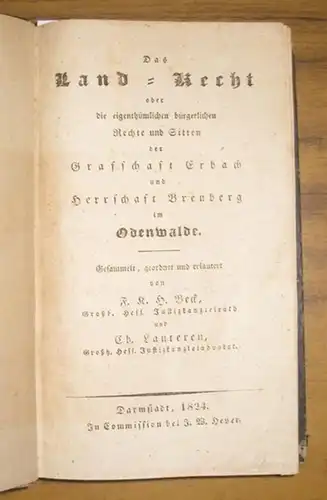 Das
Land-Recht
oder
die eigenthümlichen bürgerlichen
Rechte und Sitten
der
Grafschaft Erbach
und
Herrschaft Breuberg
im
Odenwalde.
Gesammelt, geordnet und erläutert
von
F. K. H. Beck,
Großh. Hess. Justizkanzleirath
und
Ch. Lauteren,
Großh. Hess. Justizkanzleiadvokat.
Darmstadt, 1824.
In Commission bei J. W. Heyer.